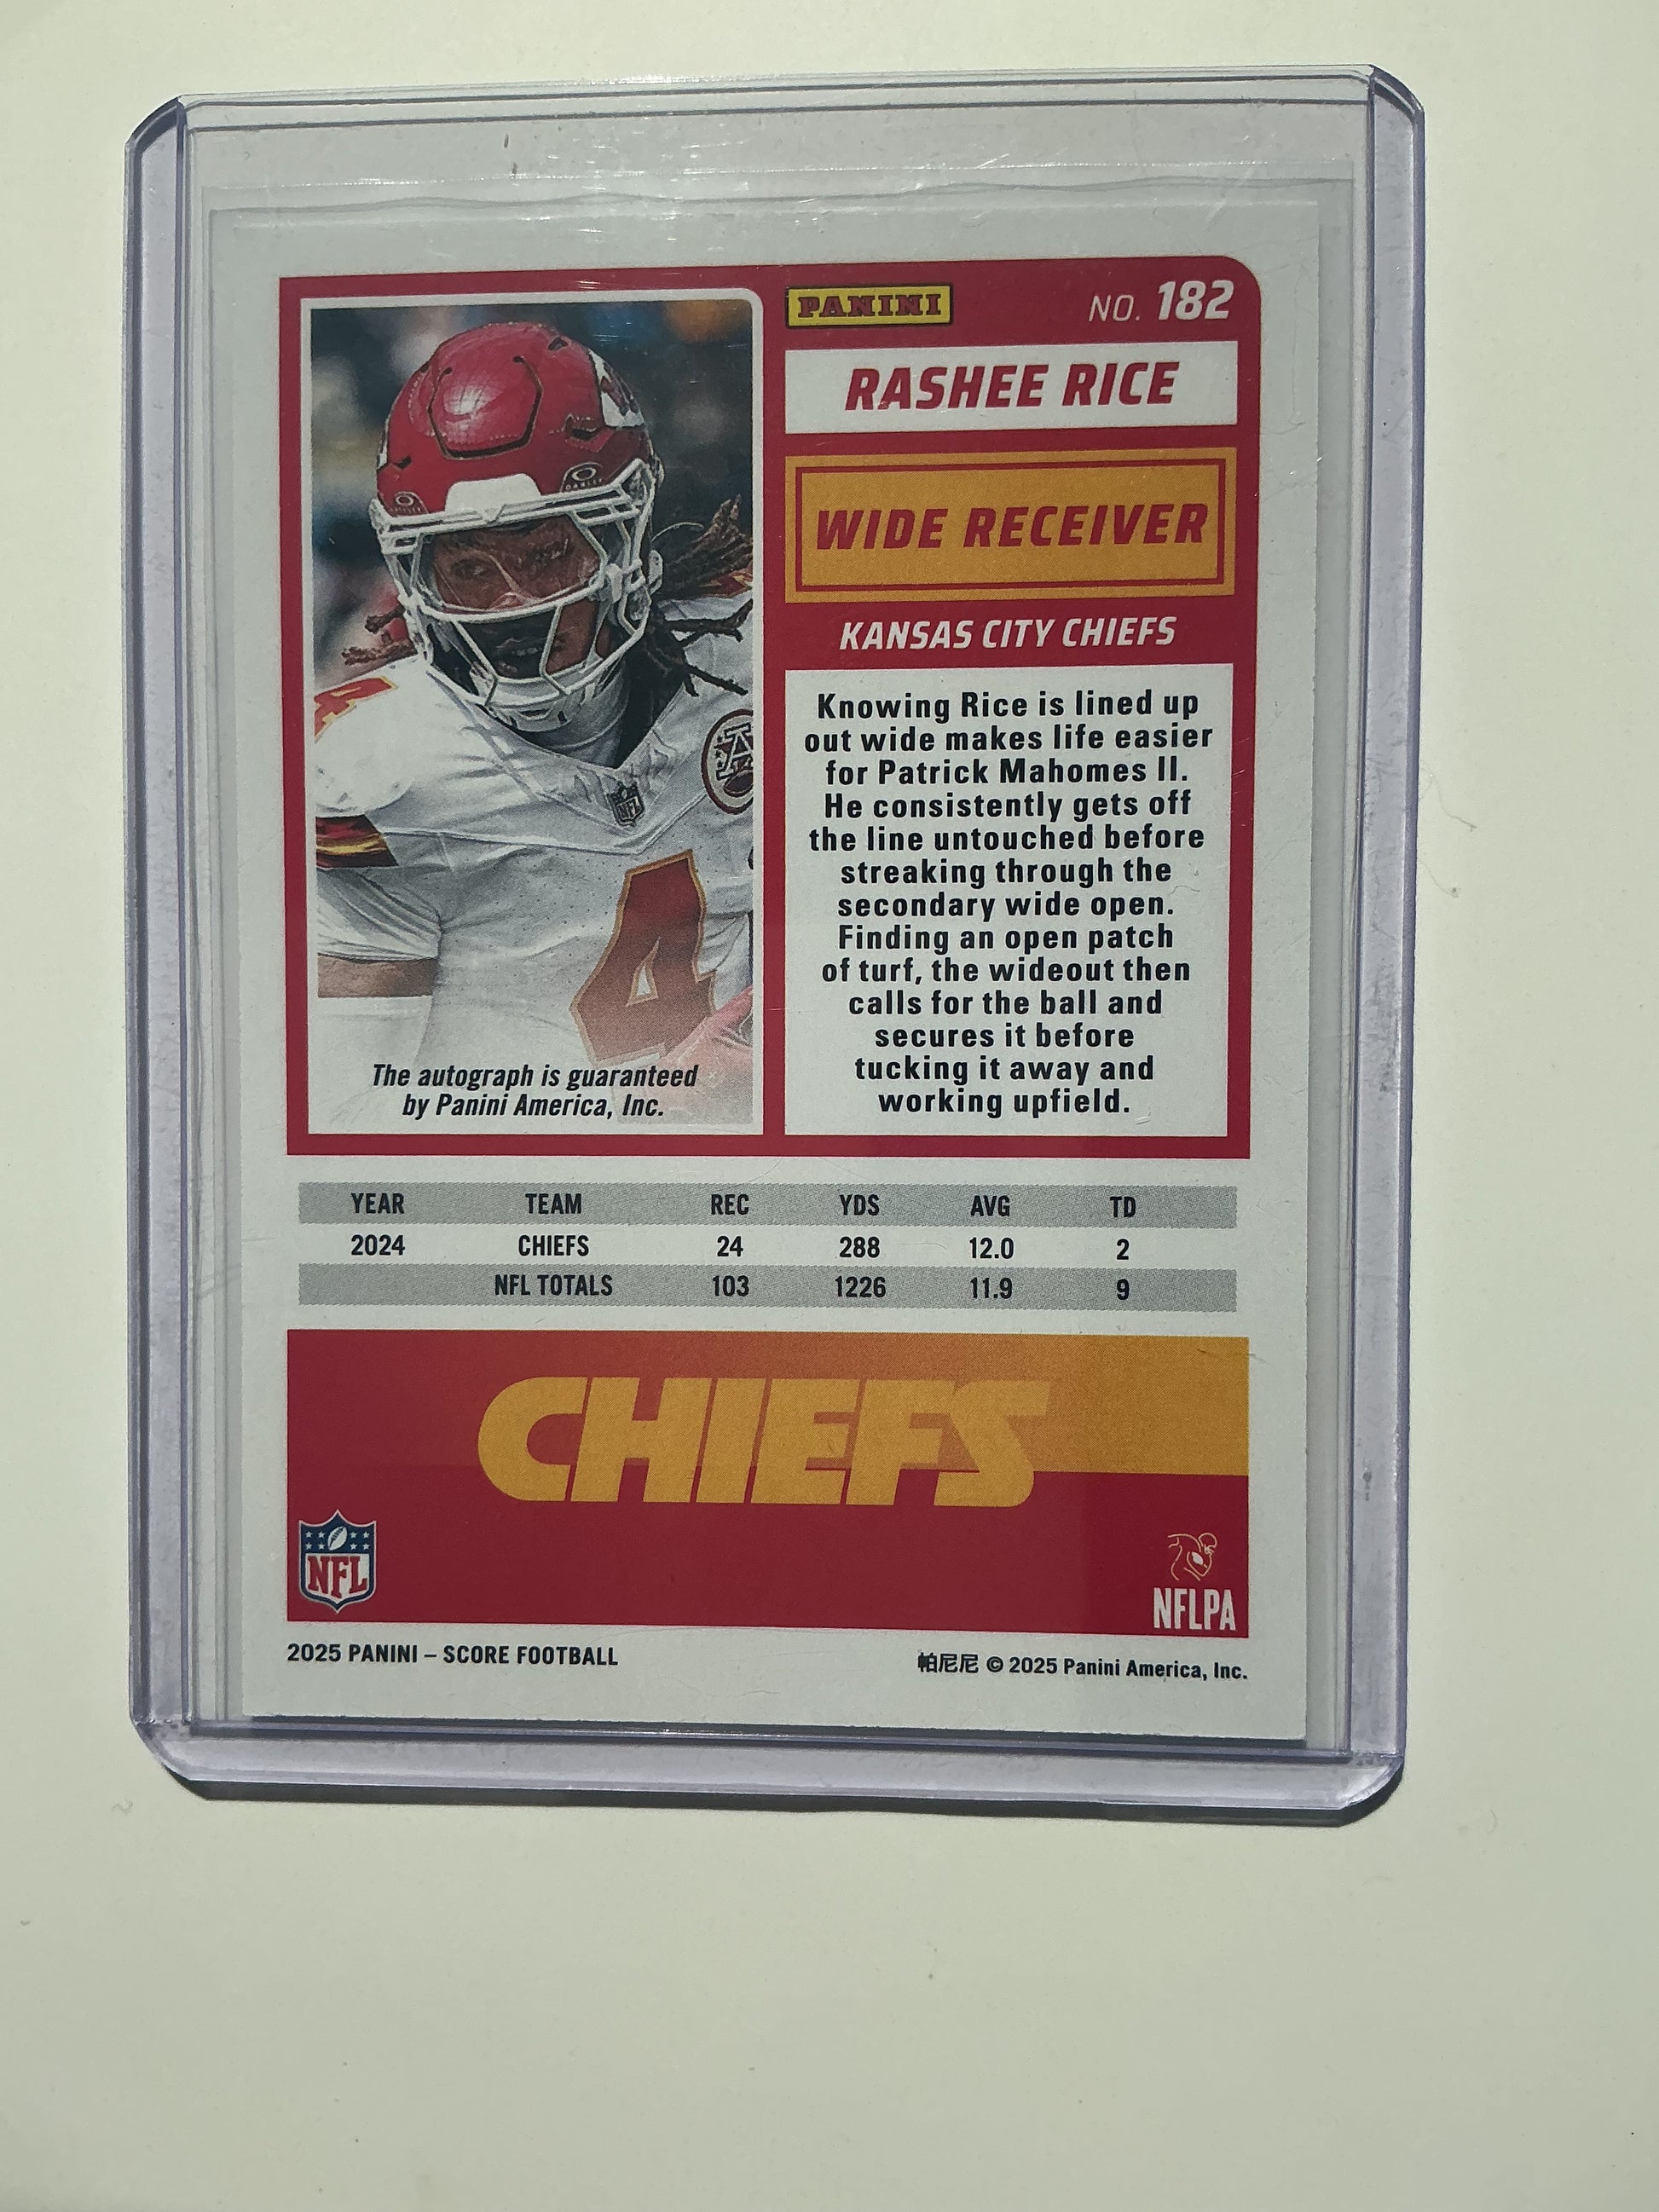 PANINI
NO. 182
RASHEE RICE
WIDE RECEIVER
KANSAS CITY CHIEFS
Knowing Rice is lined up
out wide makes life easier
for Patrick Mahomes II.
He consistently gets off
the line untouched before
streaking through the
secondary wide open.
Finding an open patch
of turf, the wideout then
calls for the ball and
secures it before
tucking it away and
working upfield.
OAKLEY
OAKLEY
4
A
NFL
4
The autograph is guaranteed
by Panini America, Inc.
YEAR TEAM REC YDS AVG TD
2024 CHIEFS 24 288 12.0 2
NFL TOTALS 103 1226 11.9 9
CHIEFS
NFL
NFLPA
2025 PANINI – SCORE FOOTBALL
帕尼尼 © 2025 Panini America, Inc.